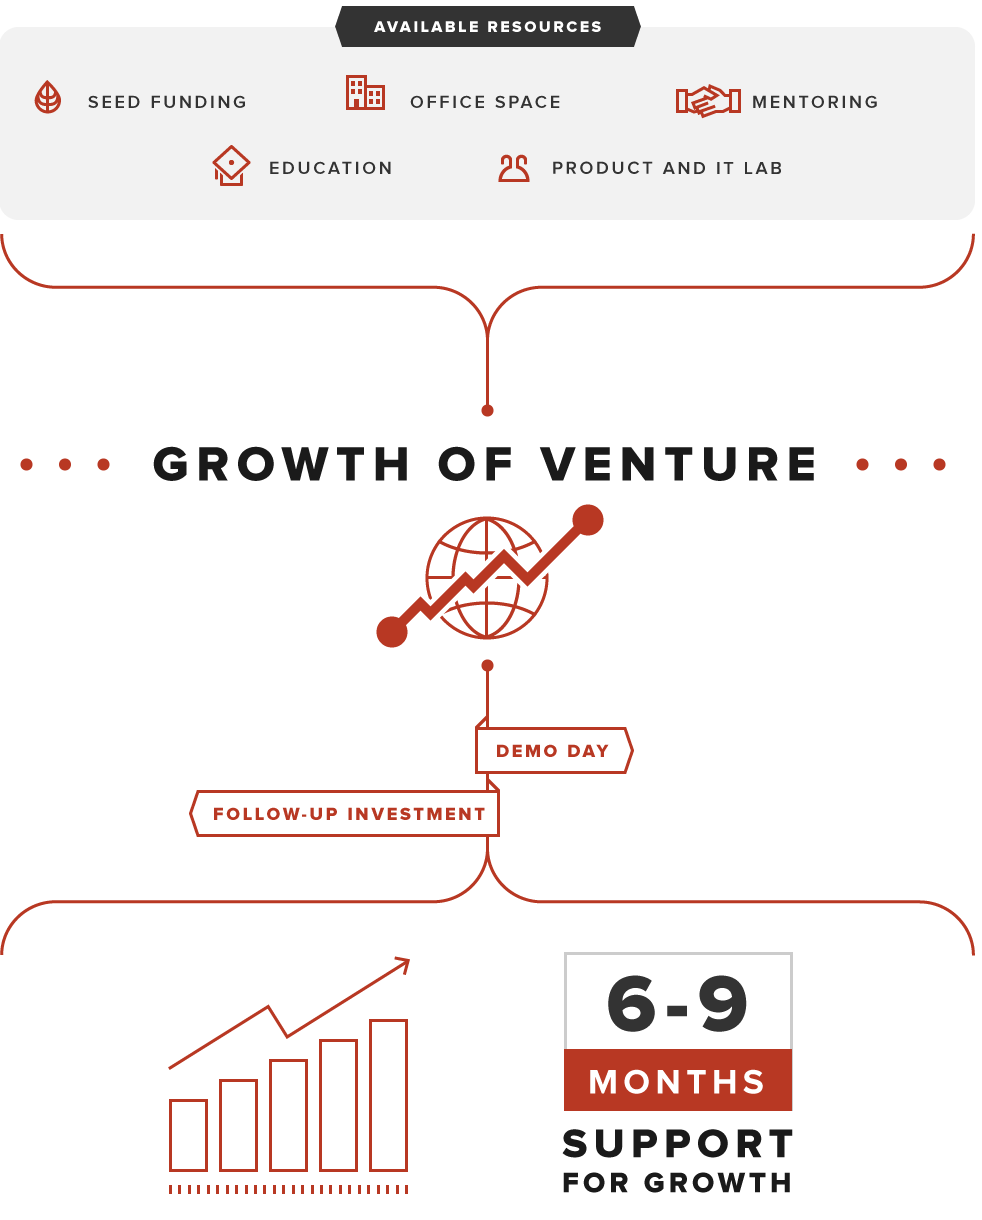 AVAILABLE RESOURCES
SEED FUNDING
OFFICE SPACE
MENTORING
EDUCATION
PRODUCT AND IT LAB
GROWTH OF VENTURE
DEMO DAY
FOLLOW-UP INVESTMENT
6-9
MONTHS
SUPPORT
FOR GROWTH